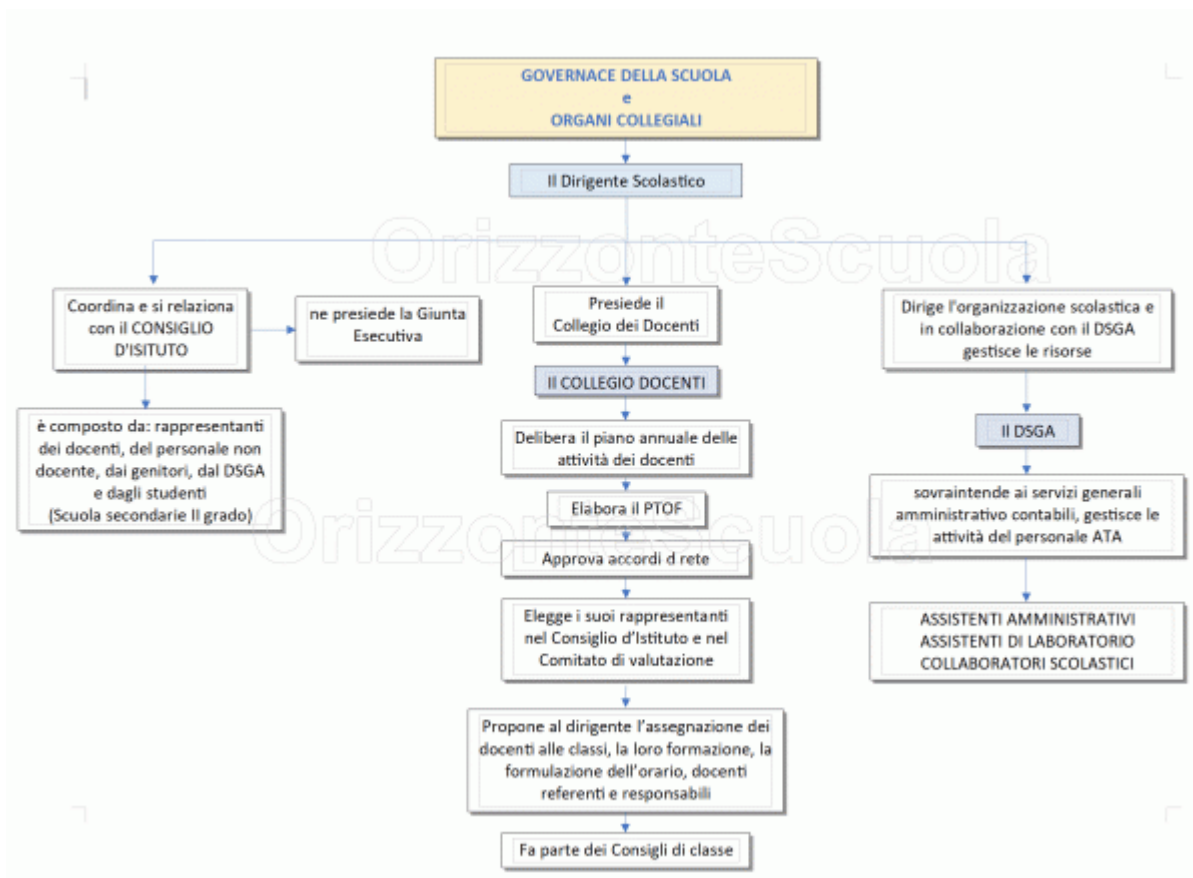 GOVERNACE DELLA SCUOLA
e
ORGANI COLLEGIALI
Il Dirigente Scolastico
OrizzonteScuola
Coordina e si relaziona
con il CONSIGLIO
D'ISITUTO
ne presiede la Giunta
Esecutiva
è composto da: rappresentanti
dei docenti, del personale non
docente, dai genitori, dal DSGA
e dagli studenti
(Scuola secondarie II grado)
Presiede il
Collegio dei Docenti
Il COLLEGIO DOCENTI
Delibera il piano annuale delle
attività dei docenti
Elabora il PTOF
OrizzonteScuola
Approva accordi d rete
Elegge i suoi rappresentanti
nel Consiglio d'Istituto e nel
Comitato di valutazione
Propone al dirigente l'assegnazione dei
docenti alle classi, la loro formazione, la
formulazione dell'orario, docenti
referenti e responsabili
Fa parte dei Consigli di classe
Dirige l'organizzazione scolastica e
in collaborazione con il DSGA
gestisce le risorse
Il DSGA
sovraintende ai servizi generali
amministrativo contabili, gestisce le
attività del personale ATA
ASSISTENTI AMMINISTRATIVI
ASSISTENTI DI LABORATORIO
COLLABORATORI SCOLASTICI